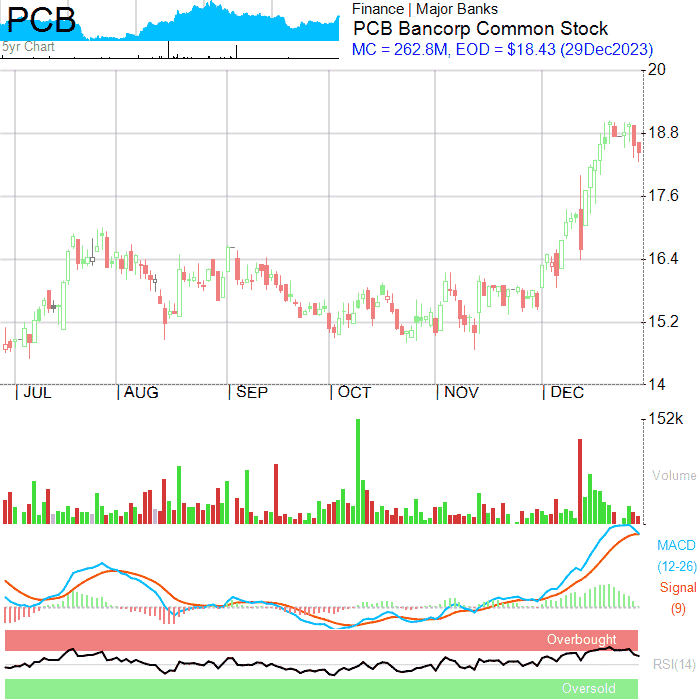 PCB
5yr Chart
Finance | Major Banks
PCB Bancorp Common Stock
MC = 262.8M, EOD = $18.43 (29Dec2023)
20
18.8
17.6
16.4
15.2
14
JUL AUG SEP OCT NOV DEC
152k
Volume
MACD
(12-26)
Signal
(9)
Overbought
RSI(14)
Oversold